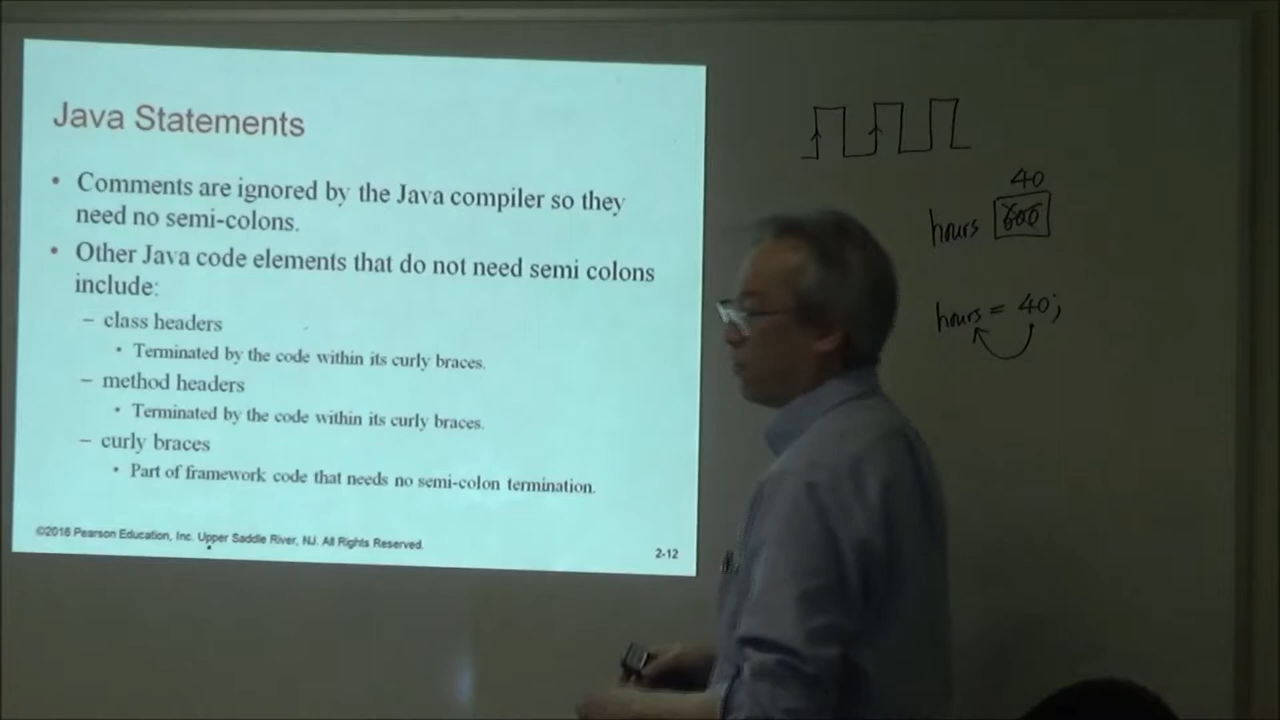 Java Statements
• Comments are ignored by the Java compiler so they
need no semi-colons.
• Other Java code elements that do not need semi colons
include:
– class headers
• Terminated by the code within its curly braces.
– method headers
• Terminated by the code within its curly braces.
– curly braces
• Part of framework code that needs no semi-colon termination.
©2016 Pearson Education, Inc. Upper Saddle River, NJ. All Rights Reserved.
2-12
40
hours
hours = 40;